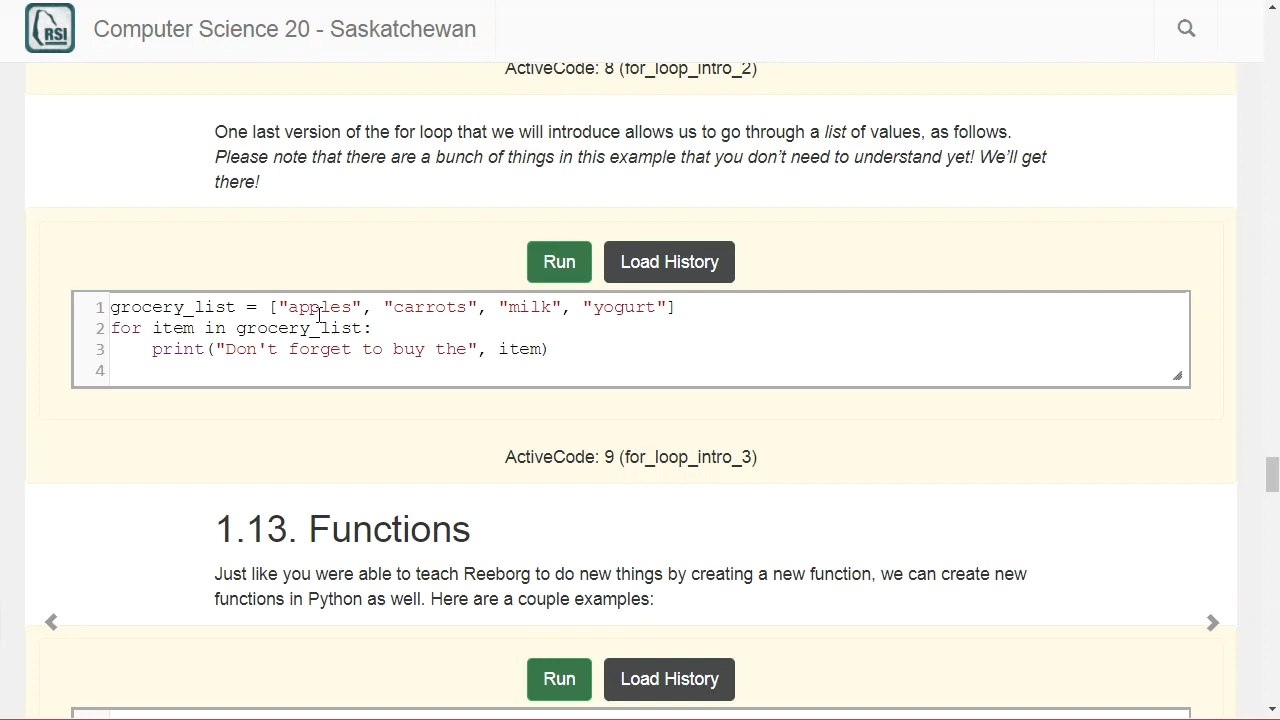 RSI
Computer Science 20 - Saskatchewan
ActiveCode: 8 (for_loop_intro_2)
One last version of the for loop that we will introduce allows us to go through a list of values, as follows.
Please note that there are a bunch of things in this example that you don't need to understand yet! We'll get
there!
Run
Load History
1 grocery_list = ["apples", "carrots", "milk", "yogurt"]
2 for item in grocery_list:
3     print("Don't forget to buy the", item)
4
ActiveCode: 9 (for_loop_intro_3)
1.13. Functions
Just like you were able to teach Reeborg to do new things by creating a new function, we can create new
functions in Python as well. Here are a couple examples:
Run
Load History